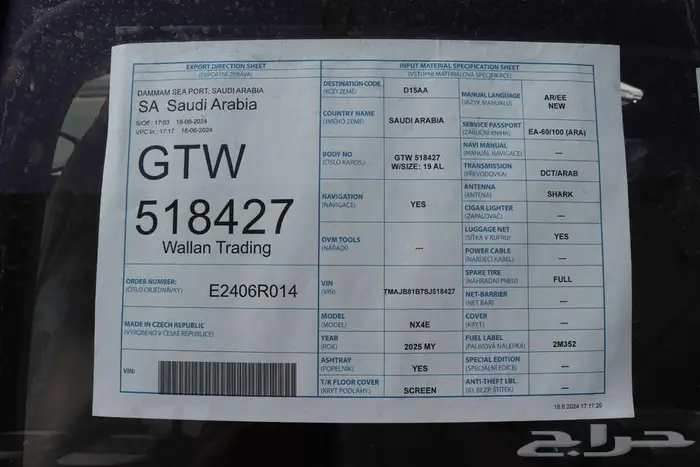 EXPORT DIRECTION SHEET
(EXPORTNÍ ZPRÁVA)
DAMMAM SEA PORT, SAUDI ARABIA
SA Saudi Arabia
S/Off : 17:03 18-06-2024
VPC In : 17:17 18-06-2024
GTW
518427
Wallan Trading
ORDER NUMBER:
(ČÍSLO OBJEDNÁVKY)
E2406R014
MADE IN CZECH REPUBLIC
(VYROBENO V ČESKÉ REPUBLICE)
VIN:
INPUT MATERIAL SPECIFICATION SHEET
(VSTUPNÍ MATERIÁLOVÁ SPECIFIKACE)
DESTINATION CODE
(KÓD ZEMĚ)
D15AA
COUNTRY NAME
(JMÉNO ZEMĚ)
SAUDI ARABIA
BODY NO
(ČÍSLO KAROS.)
GTW 518427
W/SIZE: 19 AL
NAVIGATION
(NAVIGACE)
YES
OVM TOOLS
(NÁŘADÍ)
---
VIN
(VIN)
TMAJB81B7SJ518427
MODEL
(MODEL)
NX4E
YEAR
(ROK)
2025 MY
ASHTRAY
(POPELNÍK)
YES
T/K FLOOR COVER
(KRYT PODLAHY)
SCREEN
MANUAL LANGUAGE
(JAZYK MANUÁLU)
AR/EE
NEW
SERVICE PASSPORT
(ZÁRUČNÍ KNIHA)
EA-60/100 (ARA)
NAVI MANUAL
(MANUÁL NAVIGACE)
---
TRANSMISSION
(PŘEVODOVKA)
DCT/ARAB
ANTENNA
(ANTÉNA)
SHARK
CIGAR LIGHTER
(ZAPALOVAČ)
---
LUGGAGE NET
(SÍŤKA V KUFRU)
YES
POWER CABLE
(NABÍJECÍ KABEL)
---
SPARE TIRE
(NÁHRADNÍ PNEU)
FULL
NET-BARRIER
(NET BARIER)
---
COVER
(KRYT)
---
FUEL LABEL
(PALIVOVÁ NÁLEPKA)
2M352
SPECIAL EDITION
(SPECIÁLNÍ EDICE)
---
ANTI-THEFT LBL.
(ID. BEZP. ŠTÍTEK)
---
18.6.2024 17:17:20
حراج